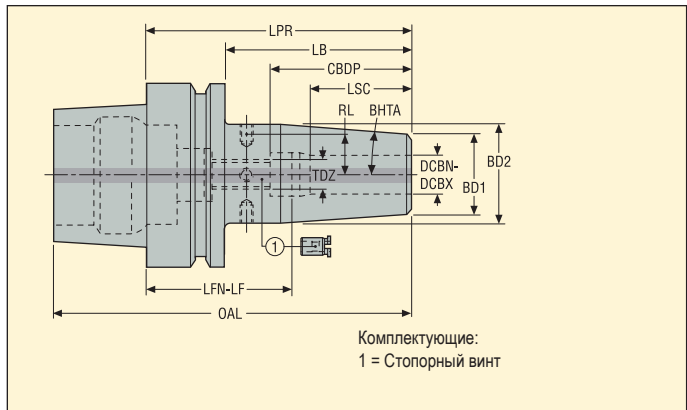 LPR
LB
CBDP
LSC
RL
BHTA
TDZ
DCBN-
DCBX
BD1
BD2
1
LFN-LF
OAL
Комплектующие:
1 = Стопорный винт